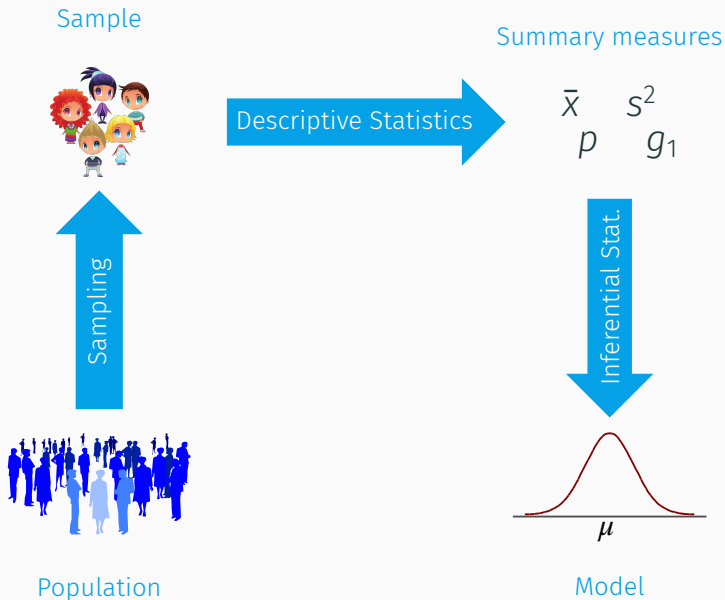 Sample
Summary measures
Descriptive Statistics
x̄ s²
p g₁
Sampling
Inferential Stat.
μ
Population
Model